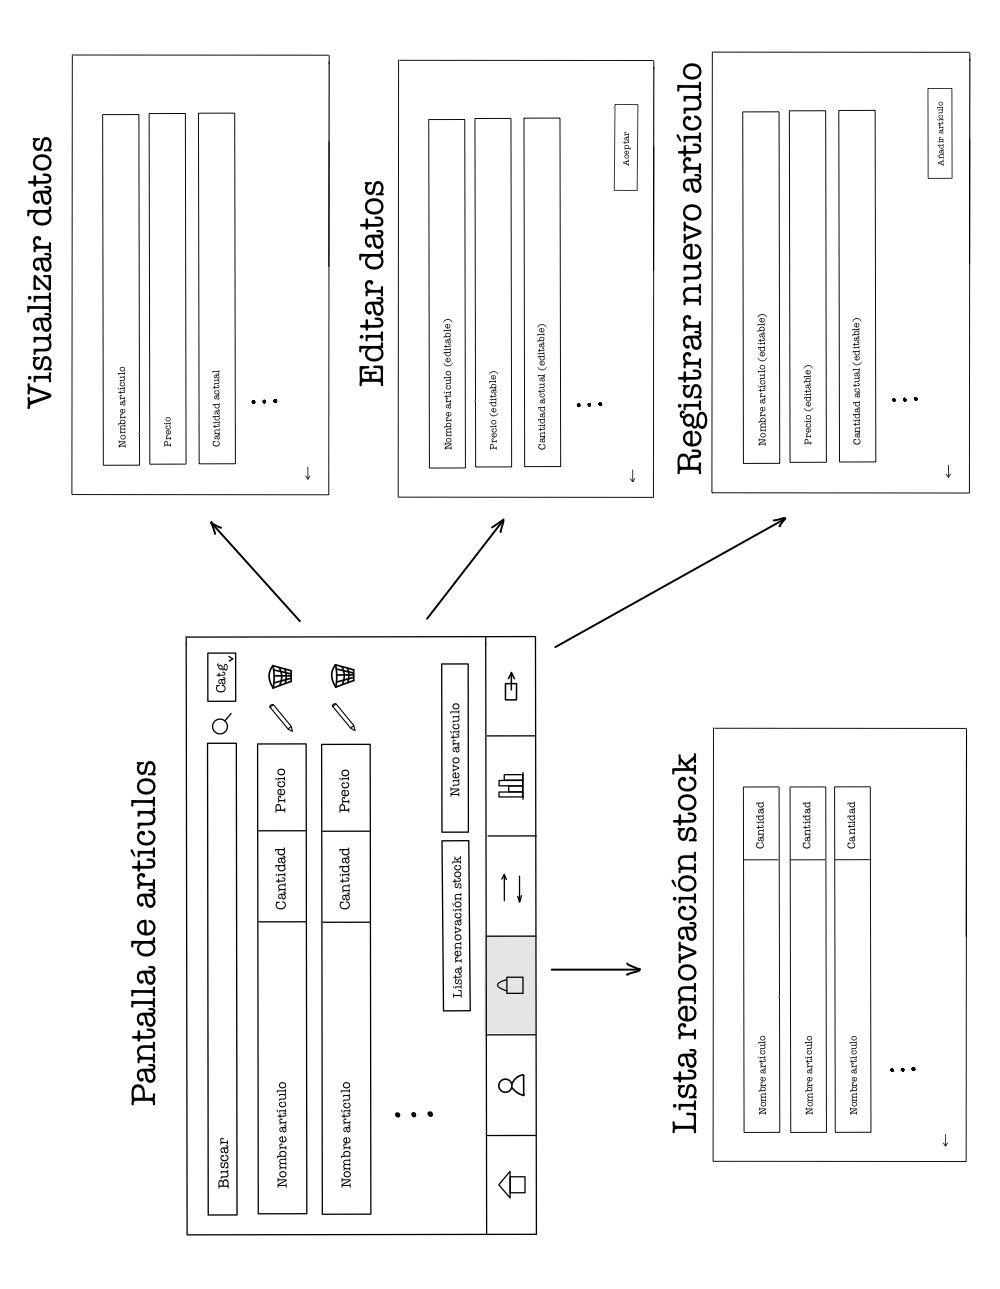 Visualizar datos
Nombre artículo
Precio
Cantidad actual
Pantalla de artículos
Buscar
Catg
Nombre artículo Cantidad Precio
Nombre artículo Cantidad Precio
Lista renovación stock Nuevo artículo
Editar datos
Nombre artículo (editable)
Precio (editable)
Cantidad actual (editable)
Aceptar
Lista renovación stock
Nombre artículo Cantidad
Nombre artículo Cantidad
Nombre artículo Cantidad
Registrar nuevo artículo
Nombre artículo (editable)
Precio (editable)
Cantidad actual (editable)
Añadir artículo